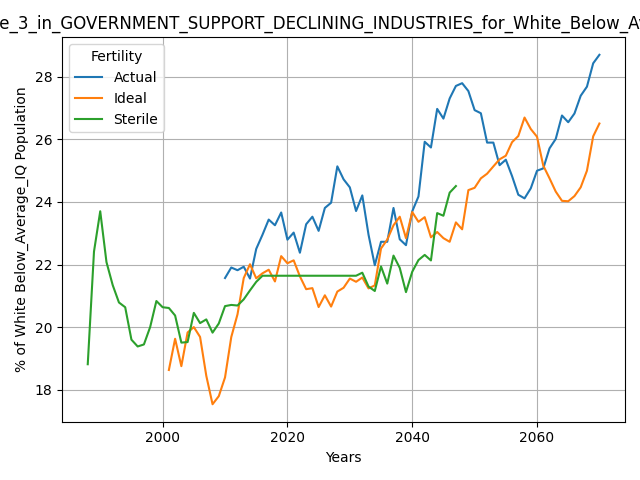 e_3_in_GOVERNMENT_SUPPORT_DECLINING_INDUSTRIES_for_White_Below_Av
Fertility
Actual
Ideal
Sterile
% of White Below_Average_IQ Population
28
26
24
22
20
18
2000 2020 2040 2060
Years